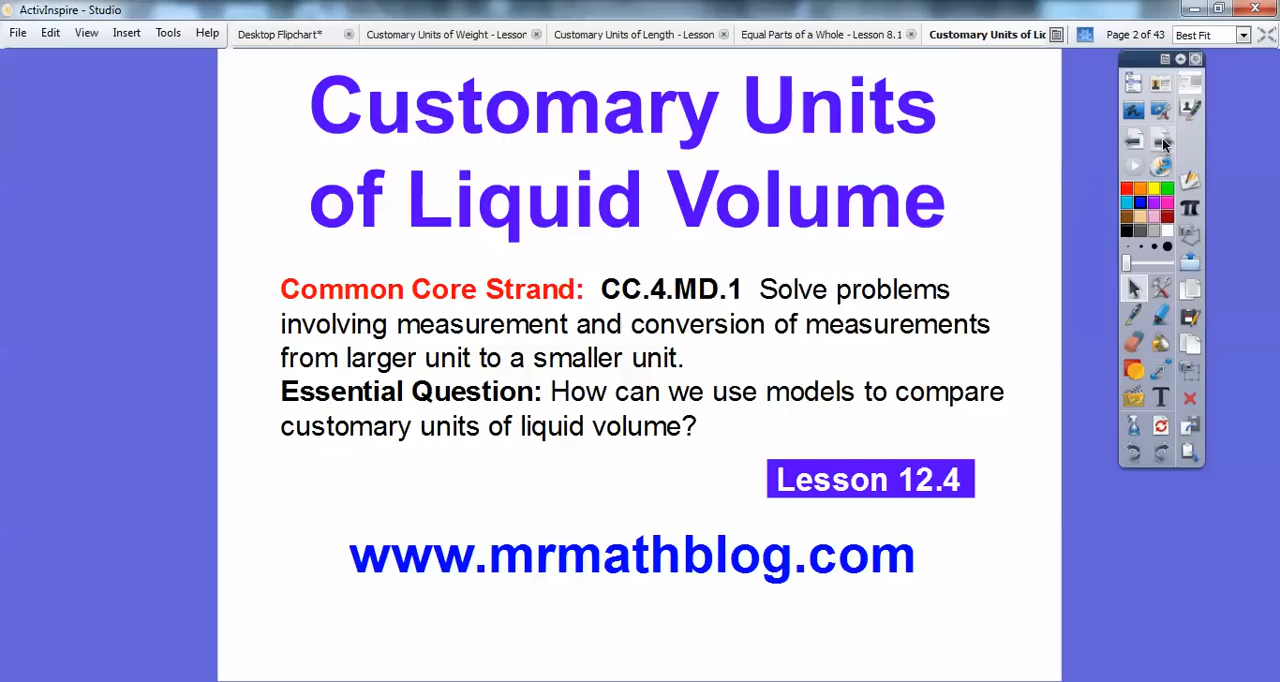 ActivInspire - Studio
File Edit View Insert Tools Help
Desktop Flipchart* Customary Units of Weight - Lesson Customary Units of Length - Lesson Equal Parts of a Whole - Lesson 8.1 Customary Units of Lic Page 2 of 43 Best Fit
Customary Units
of Liquid Volume
Common Core Strand: CC.4.MD.1 Solve problems
involving measurement and conversion of measurements
from larger unit to a smaller unit.
Essential Question: How can we use models to compare
customary units of liquid volume?
Lesson 12.4
www.mrmathblog.com